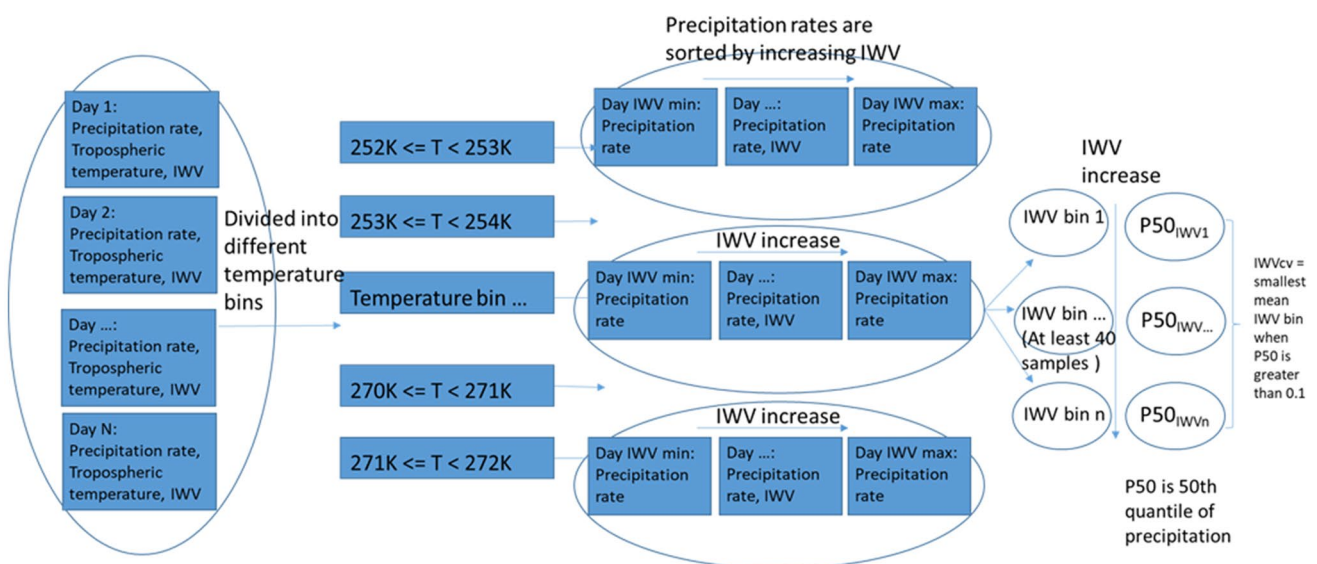 Precipitation rates are
sorted by increasing IWV
Day 1:
Precipitation rate,
Tropospheric
temperature, IWV
Day 2:
Precipitation rate,
Tropospheric
temperature, IWV
Day ...:
Precipitation rate,
Tropospheric
temperature, IWV
Day N:
Precipitation rate,
Tropospheric
temperature, IWV
Divided into
different
temperature
bins
252K <= T < 253K
253K <= T < 254K
Temperature bin ...
270K <= T < 271K
271K <= T < 272K
Day IWV min:
Precipitation
rate
Day ...:
Precipitation
rate, IWV
Day IWV max:
Precipitation
rate
IWV increase
Day IWV min:
Precipitation
rate
Day ...:
Precipitation
rate, IWV
Day IWV max:
Precipitation
rate
IWV increase
Day IWV min:
Precipitation
rate
Day ...:
Precipitation
rate, IWV
Day IWV max:
Precipitation
rate
IWV
increase
IWV bin 1
IWV bin ...
(At least 40
samples )
IWV bin n
P50IWV1
P50IWV...
P50IWVn
IWVcv =
smallest
mean
IWV bin
when
P50 is
greater
than 0.1
P50 is 50th
quantile of
precipitation